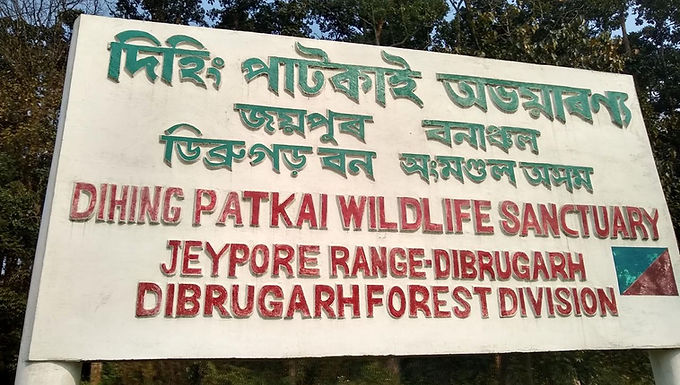 দিহিং পাটকাই অভয়াৰণ্য
জয়পুৰ বনাঞ্চল
ডিব্ৰুগড় বন সংমণ্ডল অসম
DIHING PATKAI WILDLIFE SANCTUARY
JEYPORE RANGE-DIBRUGARH
DIBRUGARH FOREST DIVISION